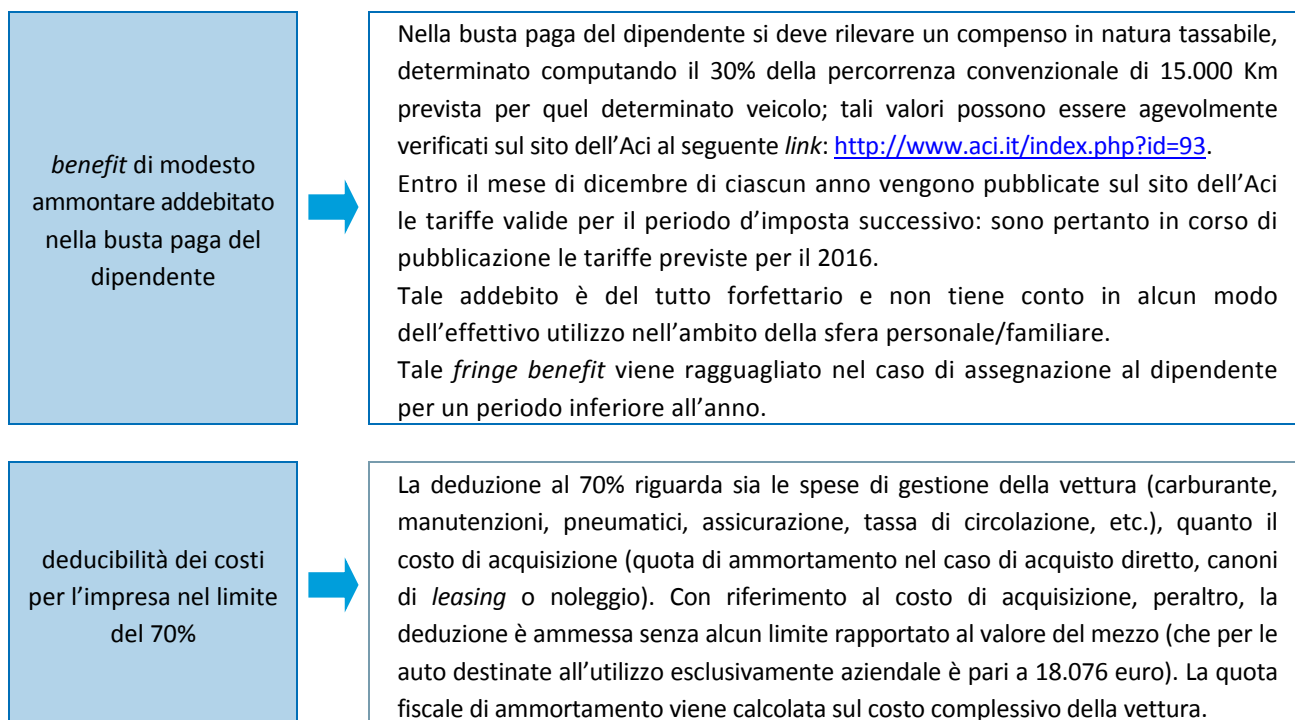 benefit di modesto
ammontare addebitato
nella busta paga del
dipendente
Nella busta paga del dipendente si deve rilevare un compenso in natura tassabile,
determinato computando il 30% della percorrenza convenzionale di 15.000 Km
prevista per quel determinato veicolo; tali valori possono essere agevolmente
verificati sul sito dell’Aci al seguente link: http://www.aci.it/index.php?id=93.
Entro il mese di dicembre di ciascun anno vengono pubblicate sul sito dell’Aci
le tariffe valide per il periodo d’imposta successivo: sono pertanto in corso di
pubblicazione le tariffe previste per il 2016.
Tale addebito è del tutto forfettario e non tiene conto in alcun modo
dell’effettivo utilizzo nell’ambito della sfera personale/familiare.
Tale fringe benefit viene ragguagliato nel caso di assegnazione al dipendente
per un periodo inferiore all’anno.
deducibilità dei costi
per l’impresa nel limite
del 70%
La deduzione al 70% riguarda sia le spese di gestione della vettura (carburante,
manutenzioni, pneumatici, assicurazione, tassa di circolazione, etc.), quanto il
costo di acquisizione (quota di ammortamento nel caso di acquisto diretto, canoni
di leasing o noleggio). Con riferimento al costo di acquisizione, peraltro, la
deduzione è ammessa senza alcun limite rapportato al valore del mezzo (che per le
auto destinate all’utilizzo esclusivamente aziendale è pari a 18.076 euro). La quota
fiscale di ammortamento viene calcolata sul costo complessivo della vettura.